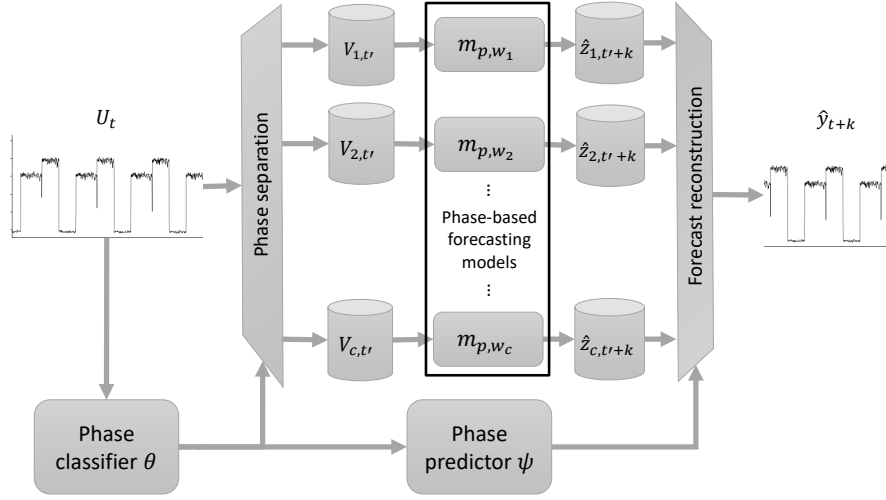 U_t
Phase separation
V_{1,t'}
m_{p,w_1}
ẑ_{1,t'+k}
V_{2,t'}
m_{p,w_2}
ẑ_{2,t'+k}
⋮
Phase-based
forecasting
models
⋮
V_{c,t'}
m_{p,w_c}
ẑ_{c,t'+k}
Forecast reconstruction
ŷ_{t+k}
Phase
classifier θ
Phase
predictor ψ